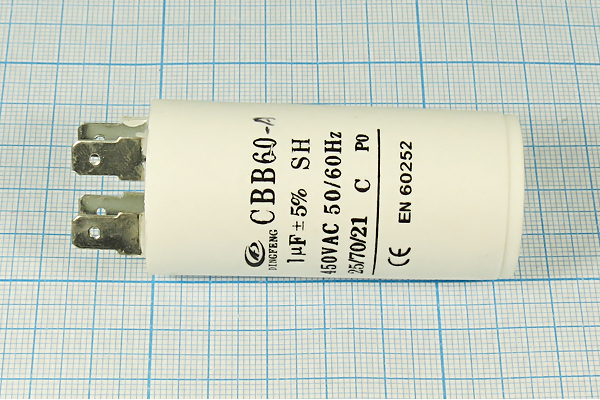 DINGFENG CBB60-A
1μF±5% SH
450VAC 50/60Hz
25/70/21 C P0
CE EN 60252